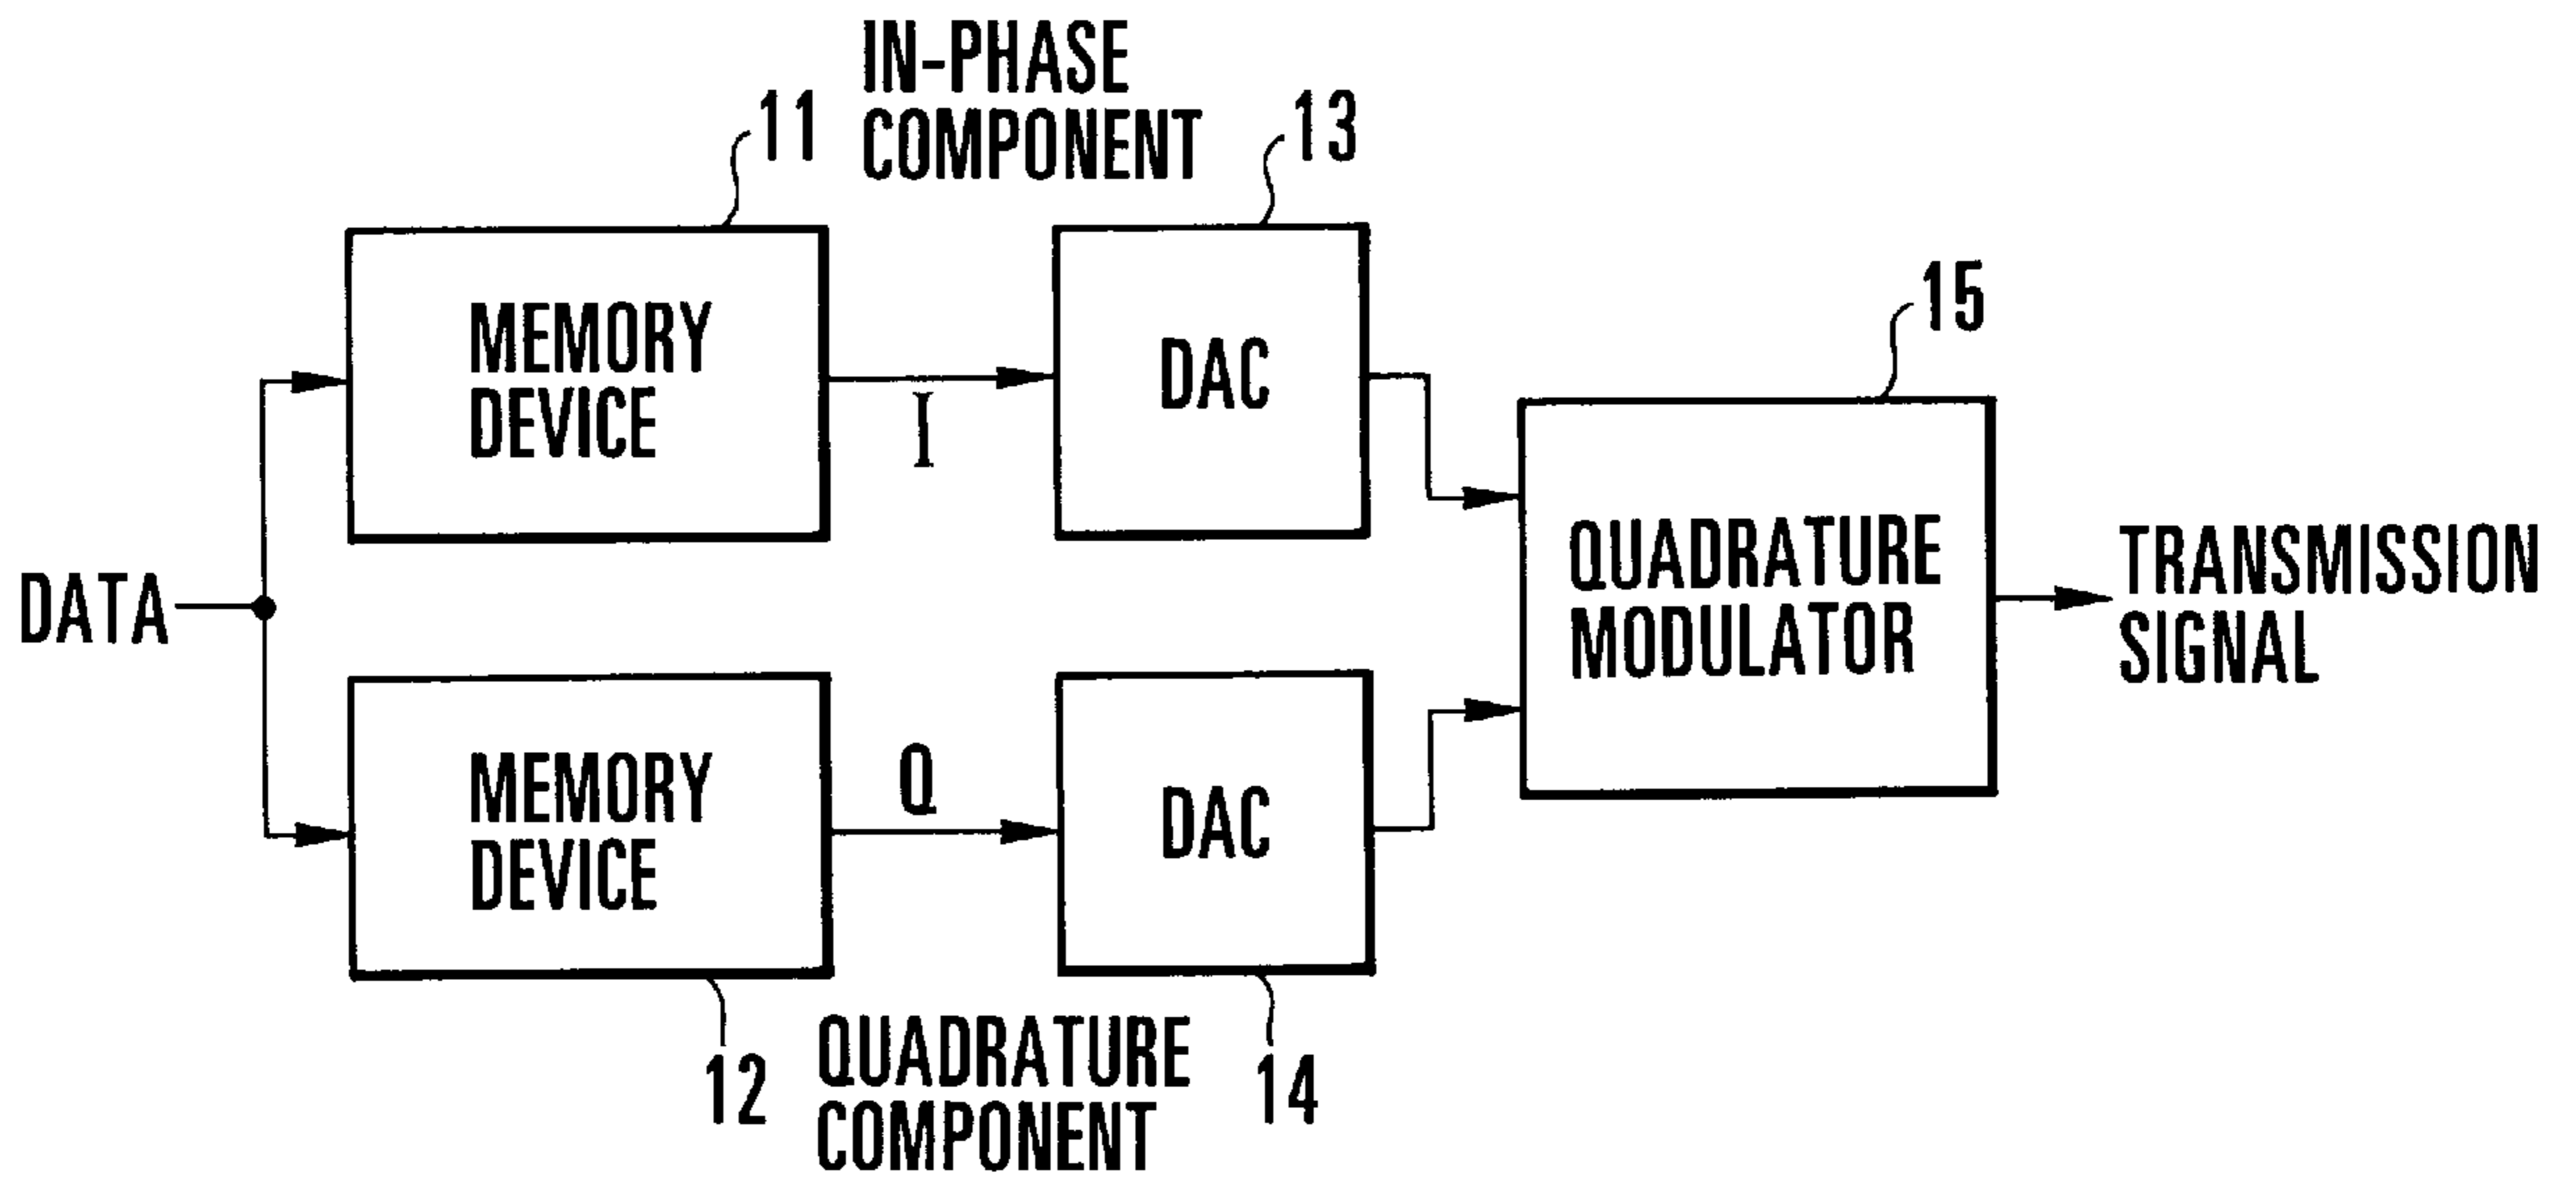 IN-PHASE
COMPONENT
11
13
MEMORY
DEVICE
I
DAC
15
DATA
QUADRATURE
MODULATOR
TRANSMISSION
SIGNAL
MEMORY
DEVICE
Q
DAC
12
QUADRATURE
COMPONENT
14